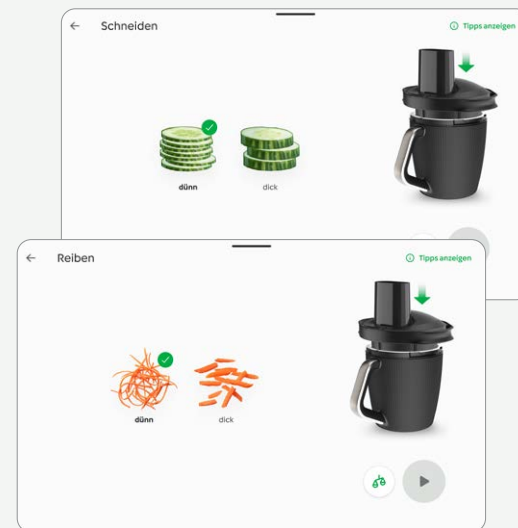 Schneiden
Tipps anzeigen
dünn
dick
Reiben
Tipps anzeigen
dünn
dick